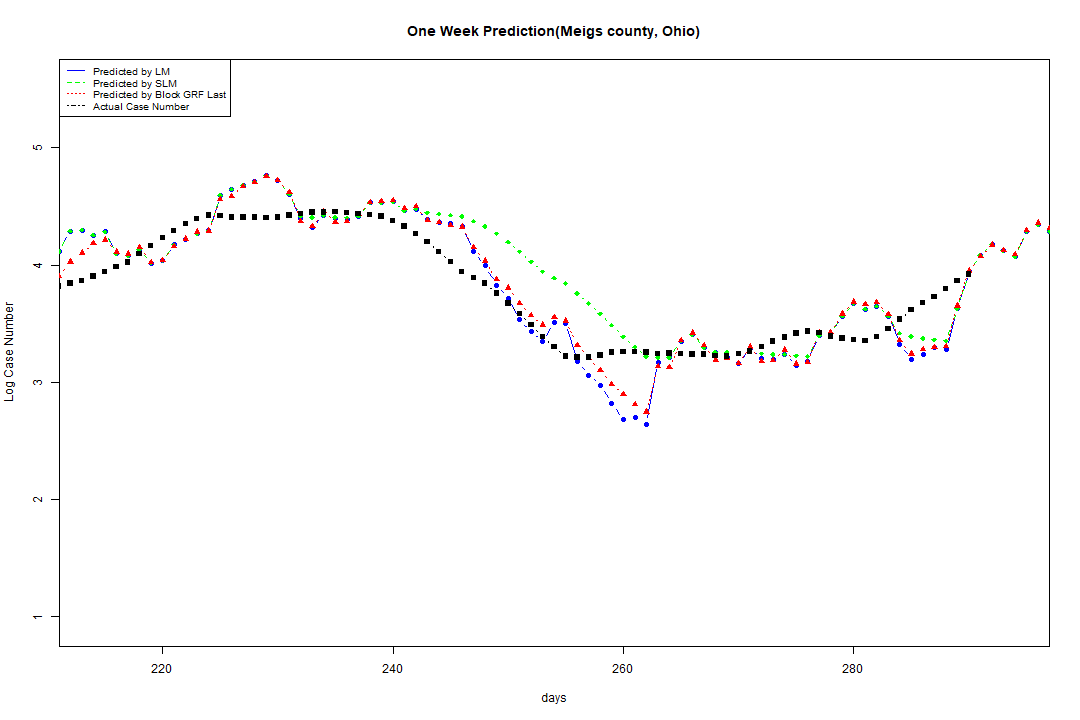 One Week Prediction(Meigs county, Ohio)
Predicted by LM
Predicted by SLM
Predicted by Block GRF Last
Actual Case Number
5
4
3
2
1
Log Case Number
220 240 260 280
days